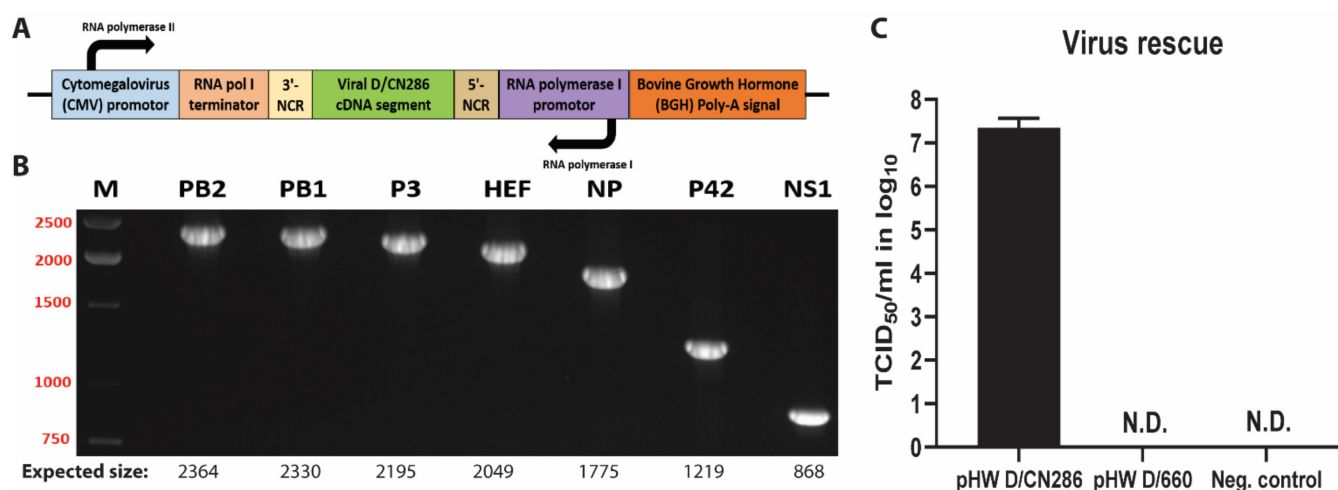 A
RNA polymerase II
Cytomegalovirus
(CMV) promotor
RNA pol I
terminator
3'-
NCR
Viral D/CN286
cDNA segment
5'-
NCR
RNA polymerase I
promotor
Bovine Growth Hormone
(BGH) Poly-A signal
RNA polymerase I
B
M PB2 PB1 P3 HEF NP P42 NS1
2500
2000
1500
1000
750
Expected size: 2364 2330 2195 2049 1775 1219 868
C
Virus rescue
TCID50/ml in log10
8
7
6
5
4
3
2
1
0
N.D. N.D.
pHW D/CN286 pHW D/660 Neg. control